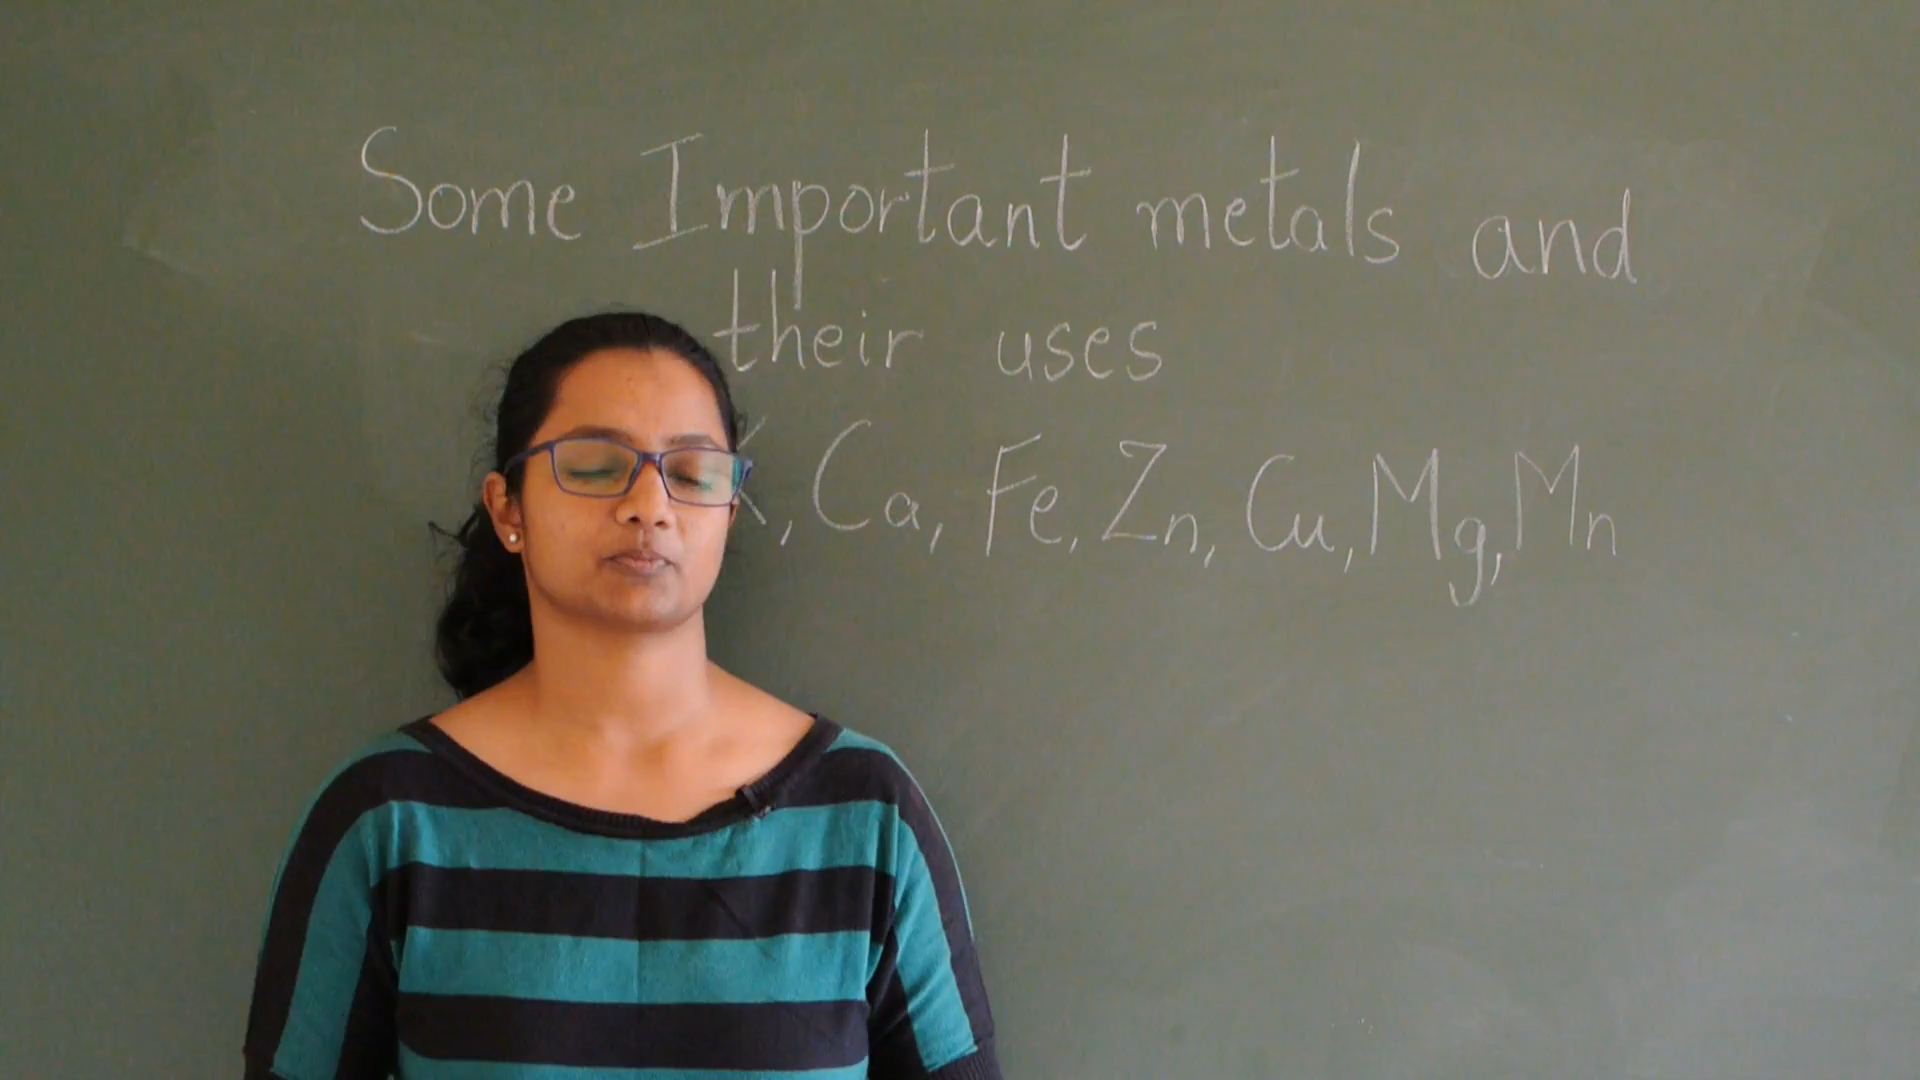 Some Important metals and
their uses
K, Ca, Fe, Zn, Cu, Mg, Mn